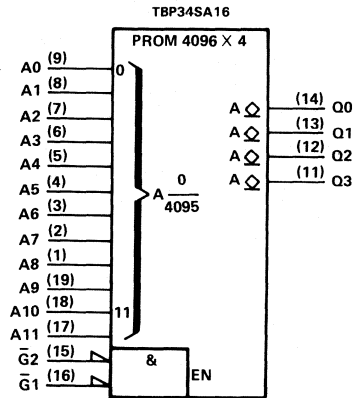 TBP34SA16
PROM 4096 X 4
A0 (9) 0
A1 (8)
A2 (7)
A3 (6)
A4 (5)
A5 (4)
A6 (3)
A7 (2)
A8 (1)
A9 (19)
A10 (18) 11
A11 (17)
A 0
4095
A (14) Q0
A (13) Q1
A (12) Q2
A (11) Q3
G̅2 (15) &
G̅1 (16) EN